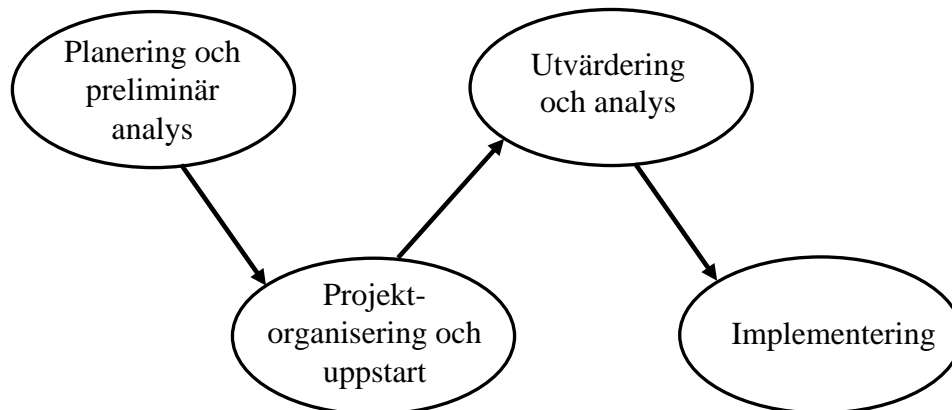 Planering och
preliminär
analys
Projekt-
organisering och
uppstart
Utvärdering
och analys
Implementering